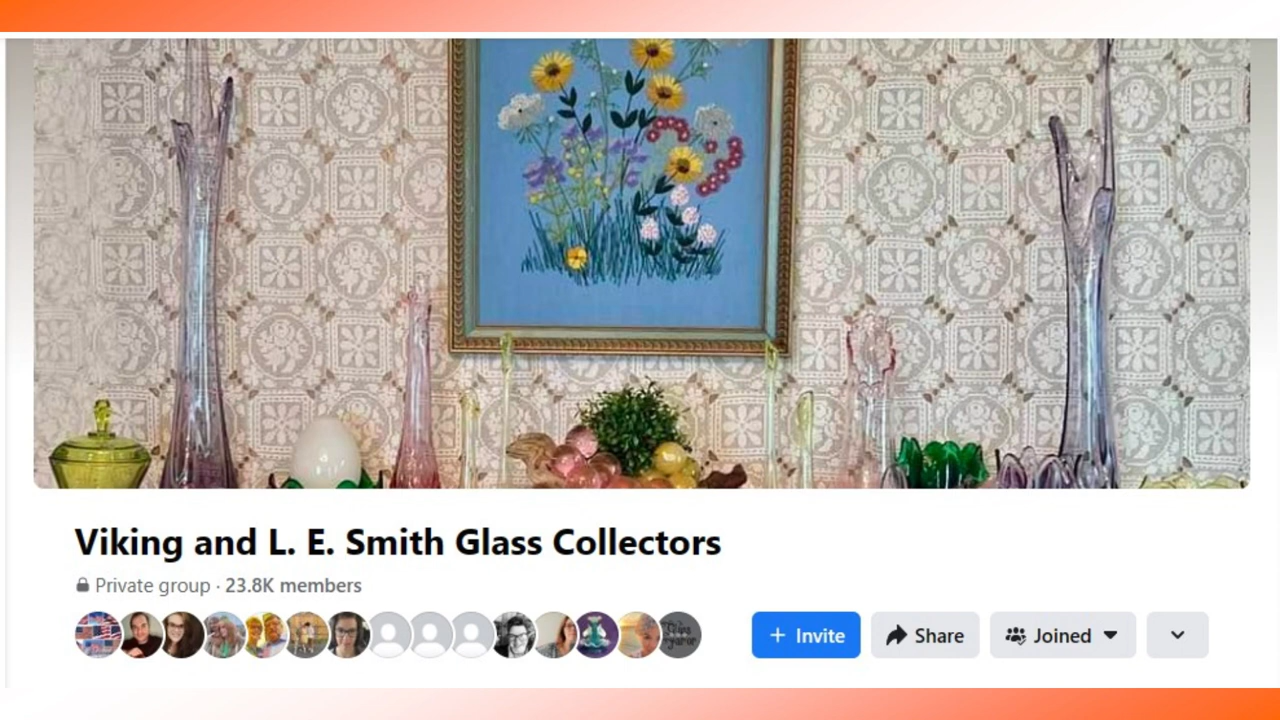 Viking and L. E. Smith Glass Collectors
Private group · 23.8K members
+ Invite
Share
Joined